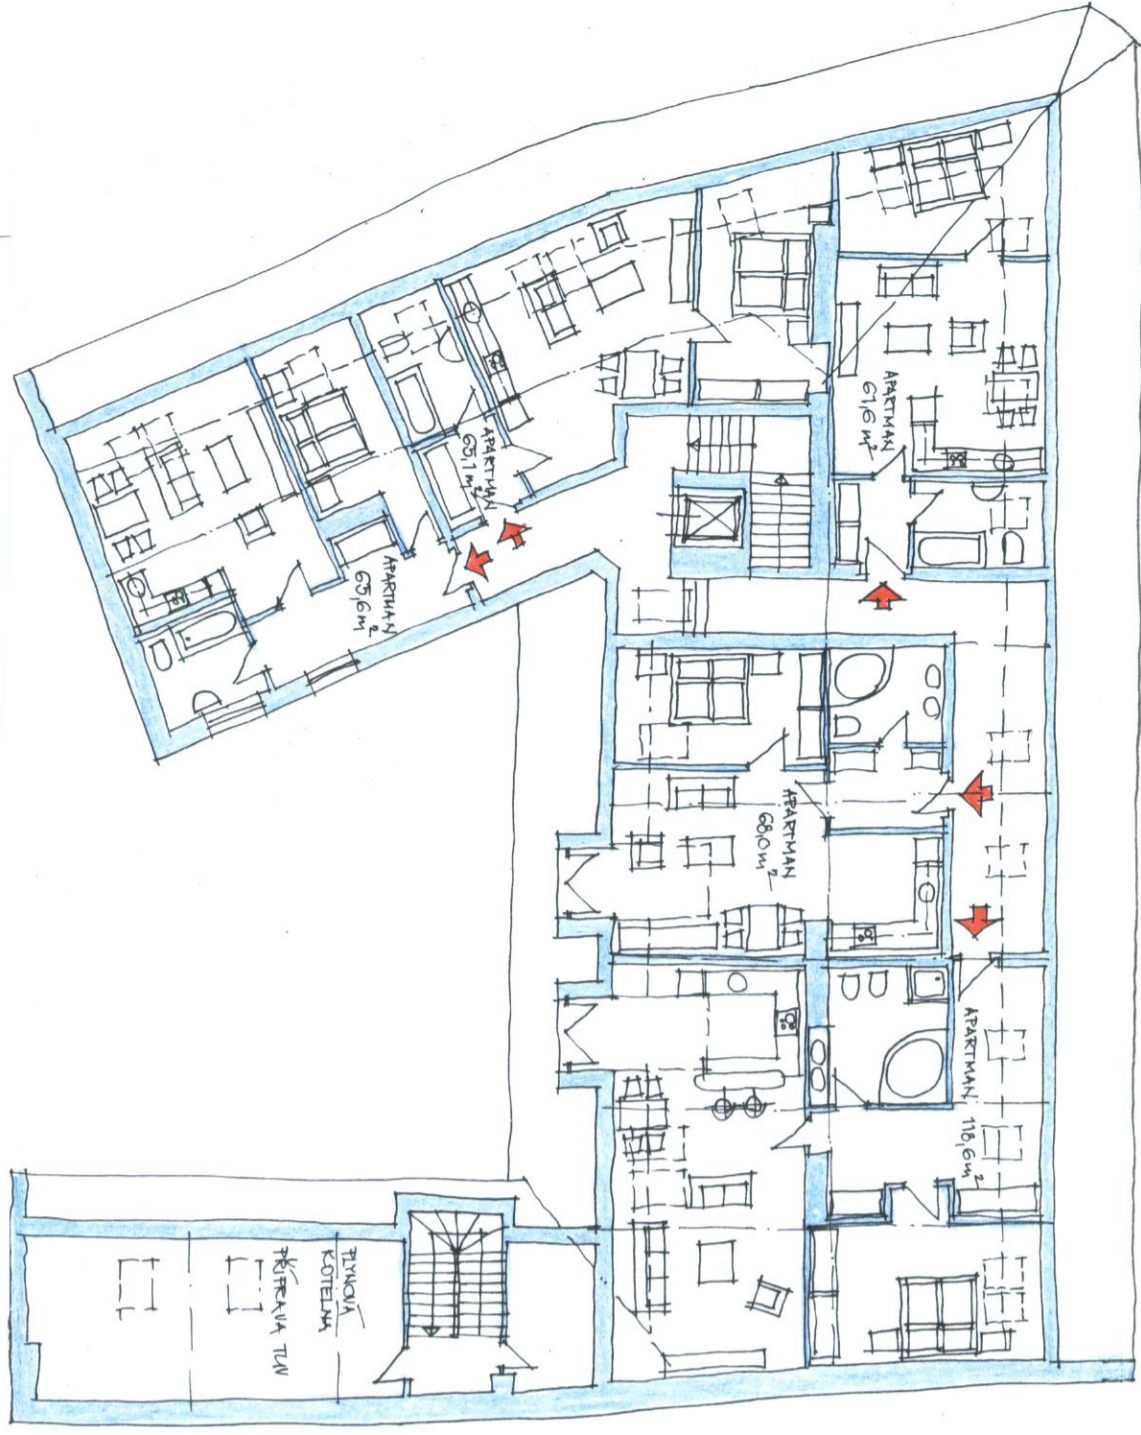 APARTMAN
61,6 m²
APARTMAN
65,1 m²
APARTMAN
65,6 m²
APARTMAN
68,0 m²
APARTMAN 118,6 m²
PLYNOVÁ
KOTELNA
PŘÍPRAVA TUV